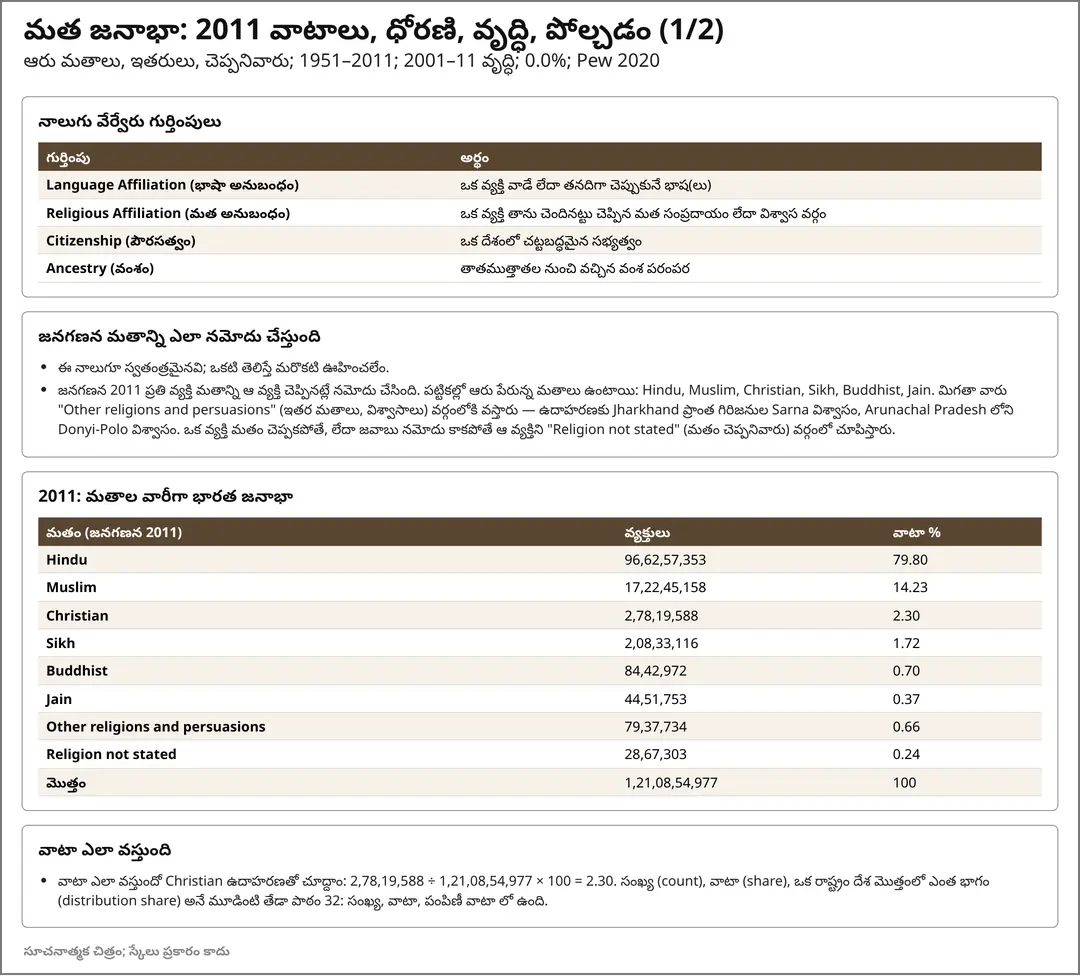 మత జనాభా: 2011 వాటాలు, ధోరణి, వృద్ధి, పోల్చడం (1/2)
ఆరు మతాలు, ఇతరులు, చెప్పనివారు; 1951–2011; 2001–11 వృద్ధి; 0.0%; Pew 2020
నాలుగు వేర్వేరు గుర్తింపులు
గుర్తింపు అర్థం
Language Affiliation (భాషా అనుబంధం) ఒక వ్యక్తి వాడే లేదా తనదిగా చెప్పుకునే భాష(లు)
Religious Affiliation (మత అనుబంధం) ఒక వ్యక్తి తాను చెందినట్టు చెప్పిన మత సంప్రదాయం లేదా విశ్వాస వర్గం
Citizenship (పౌరసత్వం) ఒక దేశంలో చట్టబద్ధమైన సభ్యత్వం
Ancestry (వంశం) తాతముత్తాతల నుంచి వచ్చిన వంశ పరంపర
జనగణన మతాన్ని ఎలా నమోదు చేస్తుంది
• ఈ నాలుగూ స్వతంత్రమైనవి; ఒకటి తెలిస్తే మరొకటి ఊహించలేం.
• జనగణన 2011 ప్రతి వ్యక్తి మతాన్ని ఆ వ్యక్తి చెప్పినట్లే నమోదు చేసింది. పట్టికల్లో ఆరు పేరున్న మతాలు ఉంటాయి: Hindu, Muslim, Christian, Sikh, Buddhist, Jain. మిగతా వారు
"Other religions and persuasions" (ఇతర మతాలు, విశ్వాసాలు) వర్గంలోకి వస్తారు — ఉదాహరణకు Jharkhand ప్రాంత గిరిజనుల Sarna విశ్వాసం, Arunachal Pradesh లోని
Donyi-Polo విశ్వాసం. ఒక వ్యక్తి మతం చెప్పకపోతే, లేదా జవాబు నమోదు కాకపోతే ఆ వ్యక్తిని "Religion not stated" (మతం చెప్పనివారు) వర్గంలో చూపిస్తారు.
2011: మతాల వారీగా భారత జనాభా
మతం (జనగణన 2011) వ్యక్తులు వాటా %
Hindu 96,62,57,353 79.80
Muslim 17,22,45,158 14.23
Christian 2,78,19,588 2.30
Sikh 2,08,33,116 1.72
Buddhist 84,42,972 0.70
Jain 44,51,753 0.37
Other religions and persuasions 79,37,734 0.66
Religion not stated 28,67,303 0.24
మొత్తం 1,21,08,54,977 100
వాటా ఎలా వస్తుంది
• వాటా ఎలా వస్తుందో Christian ఉదాహరణతో చూద్దాం: 2,78,19,588 ÷ 1,21,08,54,977 × 100 = 2.30. సంఖ్య (count), వాటా (share), ఒక రాష్ట్రం దేశ మొత్తంలో ఎంత భాగం
(distribution share) అనే మూడింటి తేడా పాఠం 32: సంఖ్య, వాటా, పంపిణీ వాటా లో ఉంది.
సూచనాత్మక చిత్రం; స్కేలు ప్రకారం కాదు